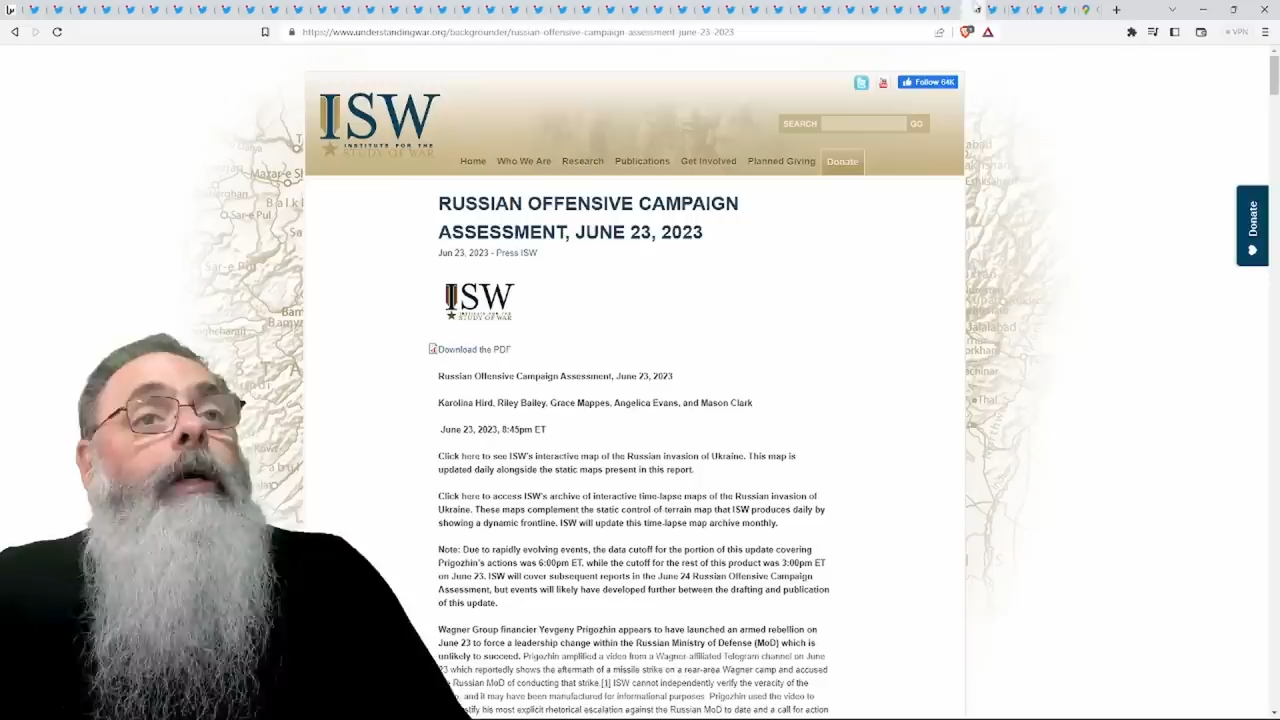 VPN
https://www.understandingwar.org/backgrounder/russian-offensive-campaign-assessment-june-23-2023
Follow 64K
ISW
INSTITUTE FOR THE
STUDY OF WAR
SEARCH
GO
Home Who We Are Research Publications Get Involved Planned Giving Donate
RUSSIAN OFFENSIVE CAMPAIGN
ASSESSMENT, JUNE 23, 2023
Donate
Jun 23, 2023 - Press ISW
ISW
INSTITUTE FOR THE
STUDY OF WAR
Download the PDF
Russian Offensive Campaign Assessment, June 23, 2023
Karolina Hird, Riley Bailey, Grace Mappes, Angelica Evans, and Mason Clark
June 23, 2023, 8:45pm ET
Click here to see ISW's interactive map of the Russian invasion of Ukraine. This map is
updated daily alongside the static maps present in this report.
Click here to access ISW's archive of interactive time-lapse maps of the Russian invasion of
Ukraine. These maps complement the static control of terrain map that ISW produces daily by
showing a dynamic frontline. ISW will update this time-lapse map archive monthly.
Note: Due to rapidly evolving events, the data cutoff for the portion of this update covering
Prigozhin's actions was 6:00pm ET, while the cutoff for the rest of this product was 3:00pm ET
on June 23. ISW will cover subsequent reports in the June 24 Russian Offensive Campaign
Assessment, but events will likely have developed further between the drafting and publication
of this update.
Wagner Group financier Yevgeny Prigozhin appears to have launched an armed rebellion on
June 23 to force a leadership change within the Russian Ministry of Defense (MoD) which is
unlikely to succeed. Prigozhin amplified a video from a Wagner-affiliated Telegram channel on June
23 which reportedly shows the aftermath of a missile strike on a rear-area Wagner camp and accused
Russian MoD of conducting that strike.[1] ISW cannot independently verify the veracity of the
and it may have been manufactured for informational purposes. Prigozhin used the video to
his most explicit rhetorical escalation against the Russian MoD to date and a call for action